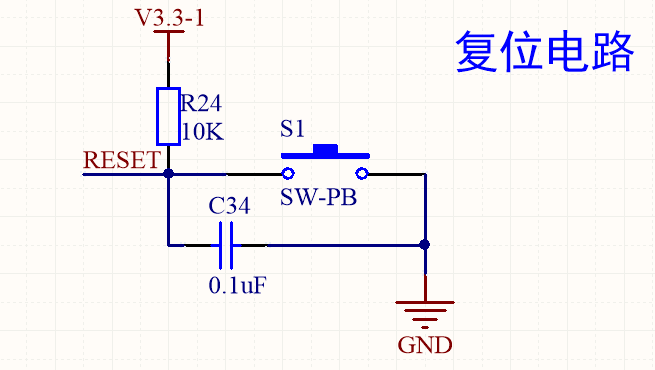 V3.3-1
复位电路
R24
10K
S1
RESET
SW-PB
C34
0.1uF
GND